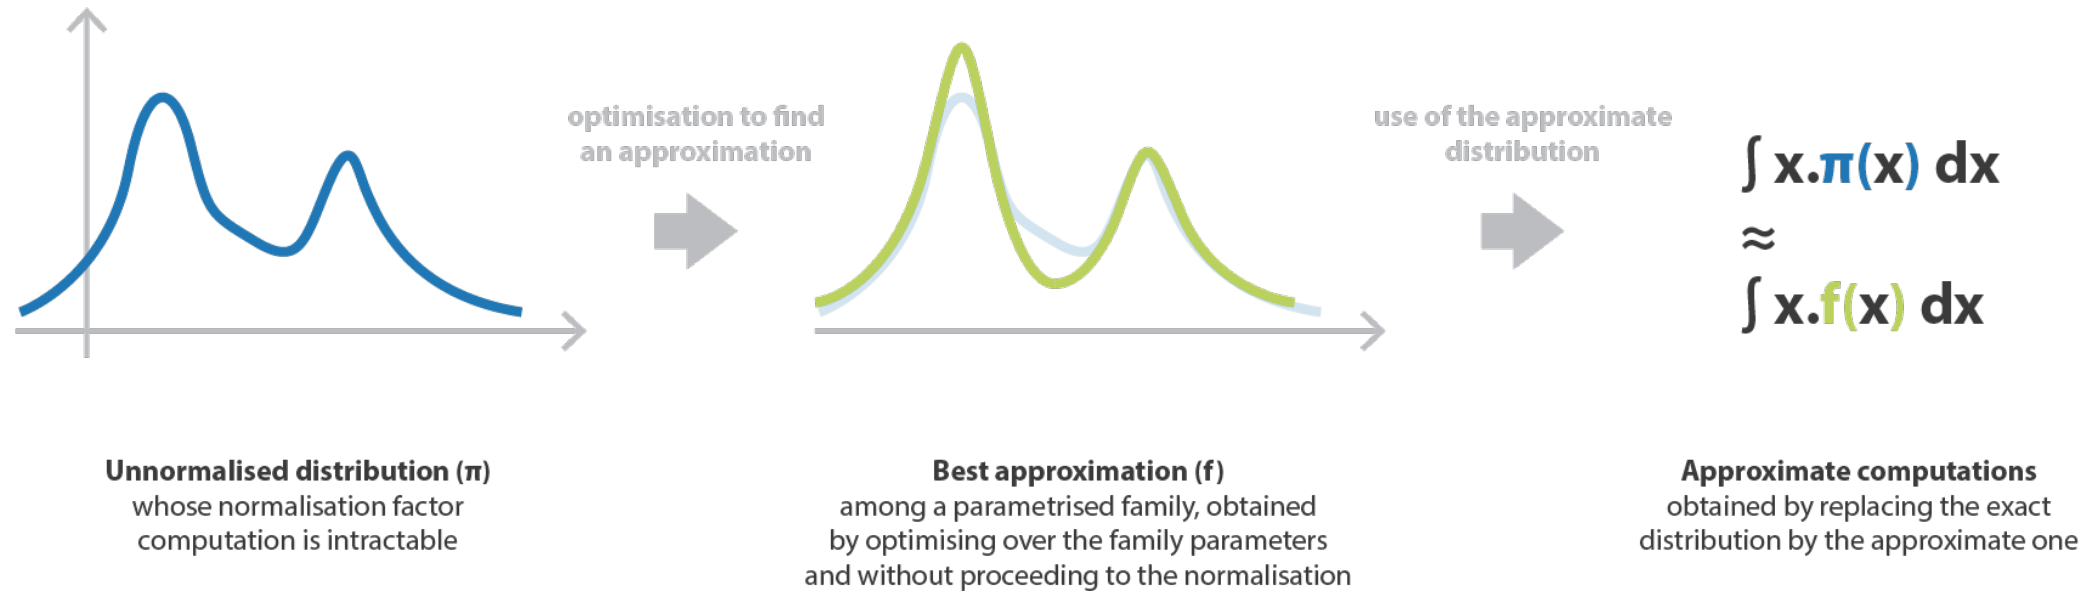 optimisation to find
an approximation
use of the approximate
distribution
∫ x.π(x) dx
≈
∫ x.f(x) dx
Unnormalised distribution (π)
whose normalisation factor
computation is intractable
Best approximation (f)
among a parametrised family, obtained
by optimising over the family parameters
and without proceeding to the normalisation
Approximate computations
obtained by replacing the exact
distribution by the approximate one